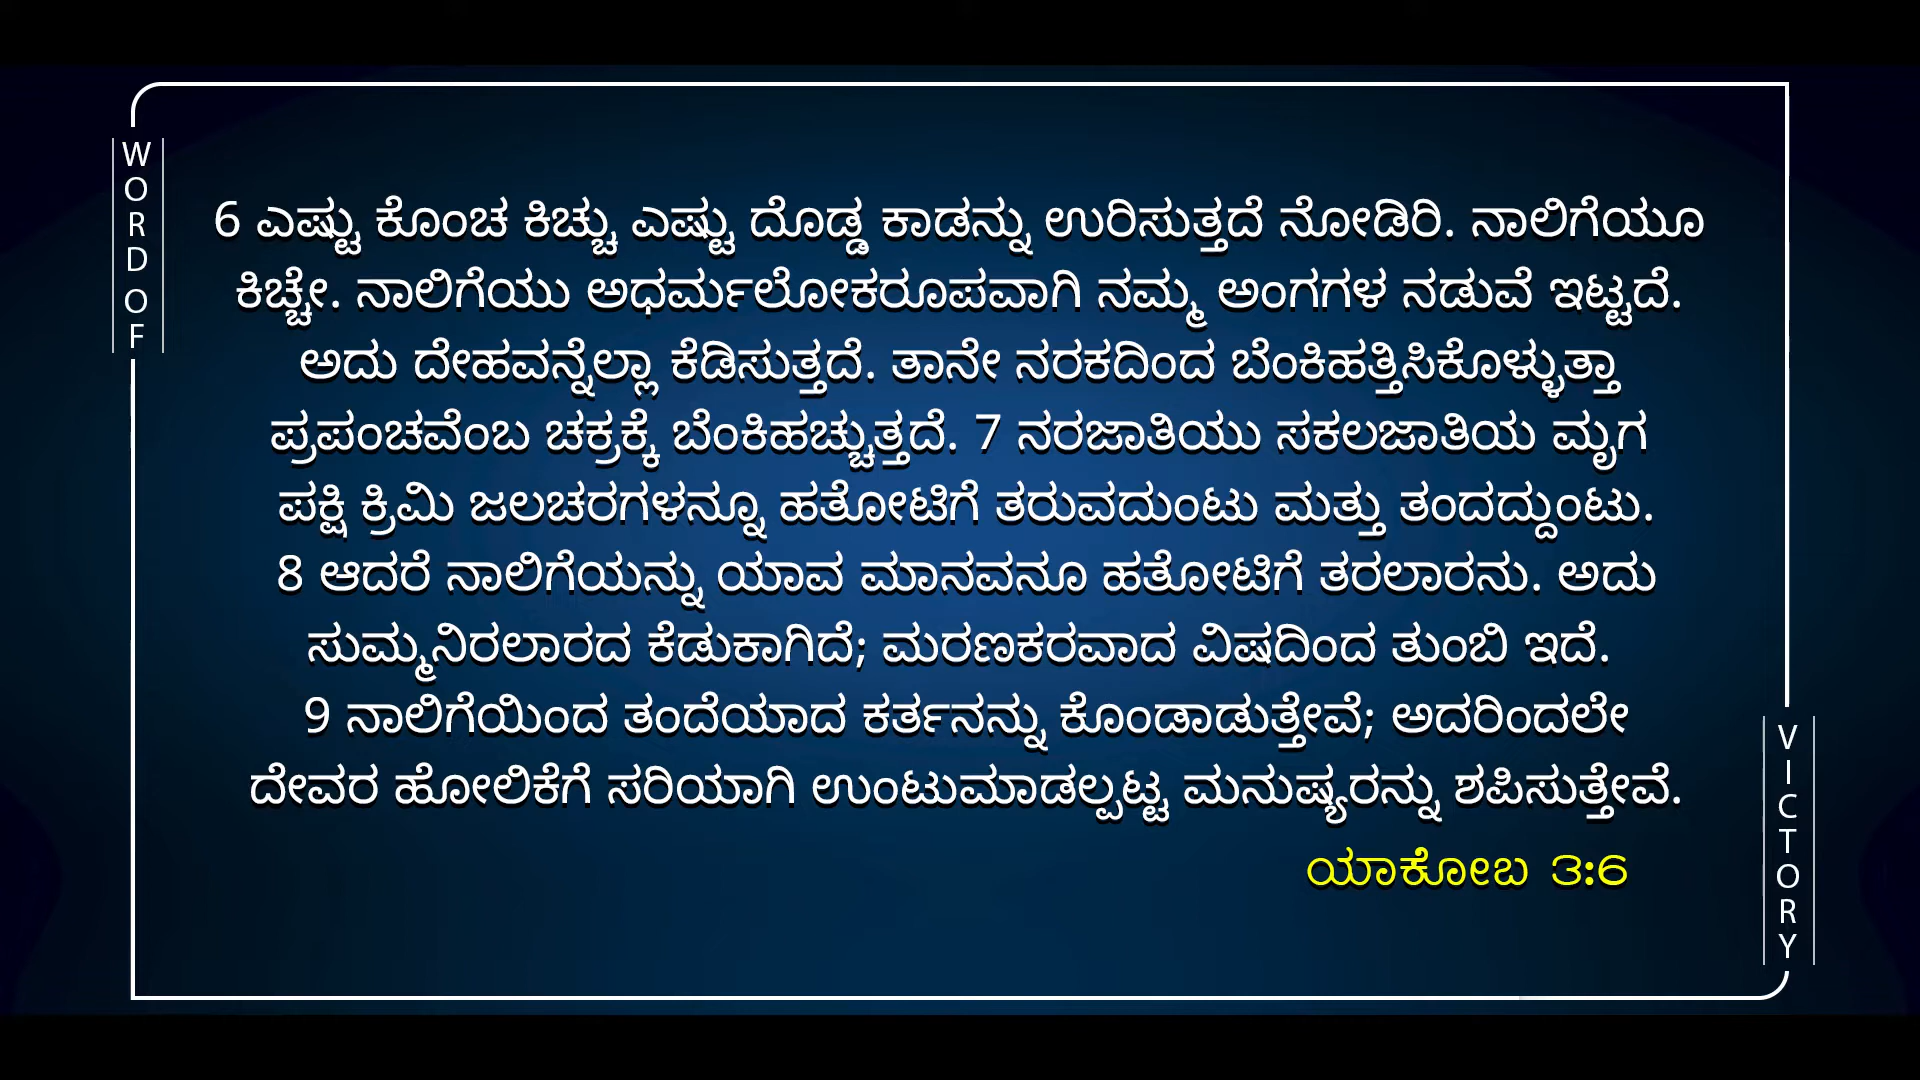 WORD OF
6 ಎಷ್ಟು ಕೊಂಚ ಕಿಚ್ಚು ಎಷ್ಟು ದೊಡ್ಡ ಕಾಡನ್ನು ಉರಿಸುತ್ತದೆ ನೋಡಿರಿ. ನಾಲಿಗೆಯೂ
ಕಿಚ್ಚೇ. ನಾಲಿಗೆಯು ಅಧರ್ಮಲೋಕರೂಪವಾಗಿ ನಮ್ಮ ಅಂಗಗಳ ನಡುವೆ ಇಟ್ಟದೆ.
ಅದು ದೇಹವನ್ನೆಲ್ಲಾ ಕೆಡಿಸುತ್ತದೆ. ತಾನೇ ನರಕದಿಂದ ಬೆಂಕಿಹತ್ತಿಸಿಕೊಳ್ಳುತ್ತಾ
ಪ್ರಪಂಚವೆಂಬ ಚಕ್ರಕ್ಕೆ ಬೆಂಕಿಹಚ್ಚುತ್ತದೆ. 7 ನರಜಾತಿಯು ಸಕಲಜಾತಿಯ ಮೃಗ
ಪಕ್ಷಿ ಕ್ರಿಮಿ ಜಲಚರಗಳನ್ನೂ ಹತೋಟಿಗೆ ತರುವದುಂಟು ಮತ್ತು ತಂದದ್ದುಂಟು.
8 ಆದರೆ ನಾಲಿಗೆಯನ್ನು ಯಾವ ಮಾನವನೂ ಹತೋಟಿಗೆ ತರಲಾರನು. ಅದು
ಸುಮ್ಮನಿರಲಾರದ ಕೆಡುಕಾಗಿದೆ; ಮರಣಕರವಾದ ವಿಷದಿಂದ ತುಂಬಿ ಇದೆ.
9 ನಾಲಿಗೆಯಿಂದ ತಂದೆಯಾದ ಕರ್ತನನ್ನು ಕೊಂಡಾಡುತ್ತೇವೆ; ಅದರಿಂದಲೇ
ದೇವರ ಹೋಲಿಕೆಗೆ ಸರಿಯಾಗಿ ಉಂಟುಮಾಡಲ್ಪಟ್ಟ ಮನುಷ್ಯರನ್ನು ಶಪಿಸುತ್ತೇವೆ.
ಯಾಕೋಬ 3:6
VICTORY